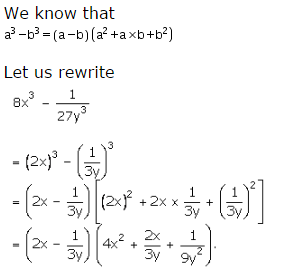 We know that
a³ – b³ = (a – b)(a² + a × b + b²)
Let us rewrite
8x³ - 1/27y³
= (2x)³ - (1/3y)³
= (2x - 1/3y)[(2x)² + 2x × 1/3y + (1/3y)²]
= (2x - 1/3y)(4x² + 2x/3y + 1/9y²).